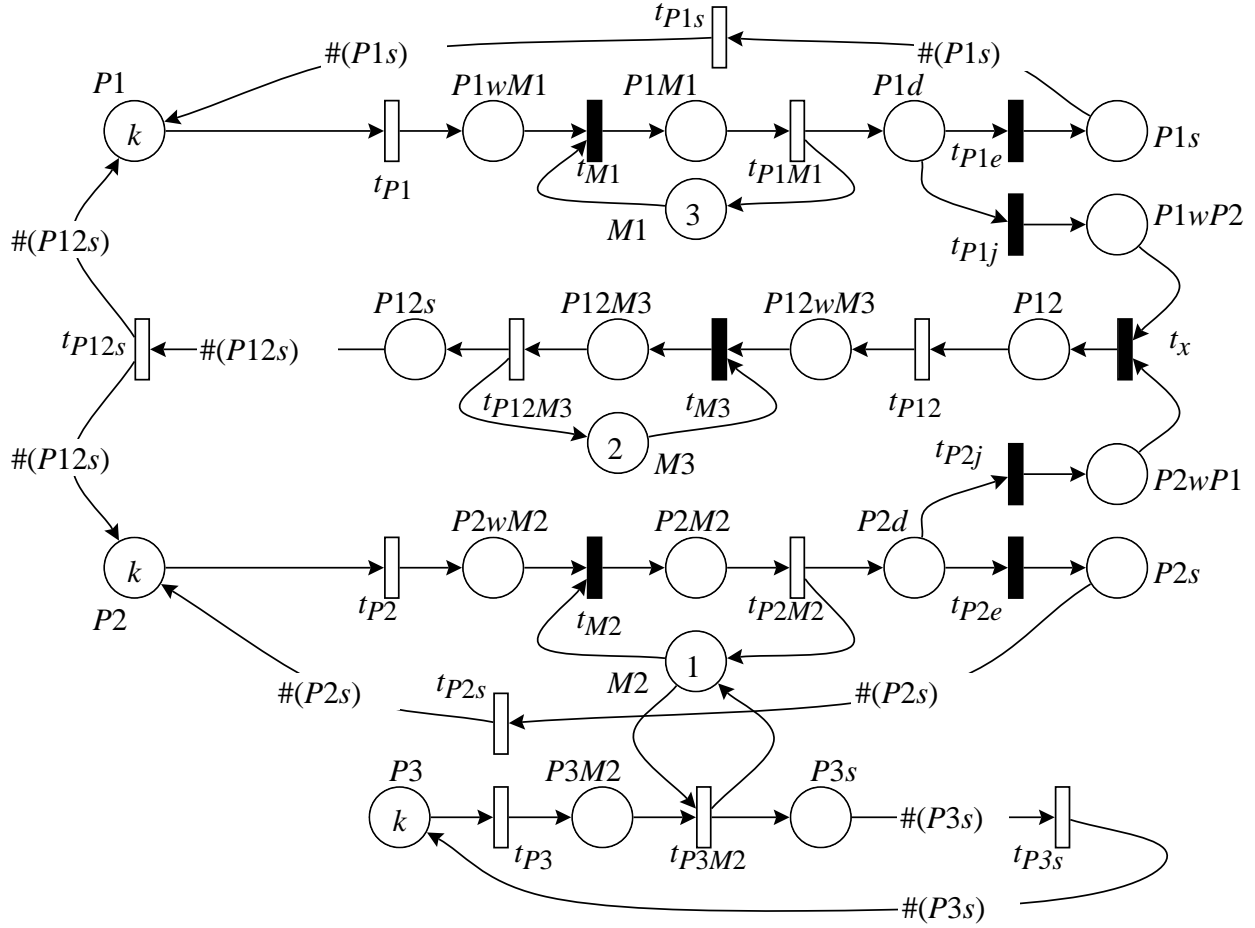 tP1s
#(P1s) #(P1s)
P1 P1wM1 P1M1 P1d
k
P1s
tP1 tM1 tP1M1 tP1e
M1 3
P1wP2
#(P12s) tP1j
P12s P12M3 P12wM3 P12
tP12s #(P12s) tx
tP12M3 tM3 tP12
#(P12s) 2 M3
tP2j P2wP1
P2wM2 P2M2 P2d
k P2s
P2 tP2 tM2 tP2M2 tP2e
M2 1
#(P2s) tP2s #(P2s)
P3 P3M2 P3s
k #(P3s)
tP3 tP3M2 tP3s
#(P3s)